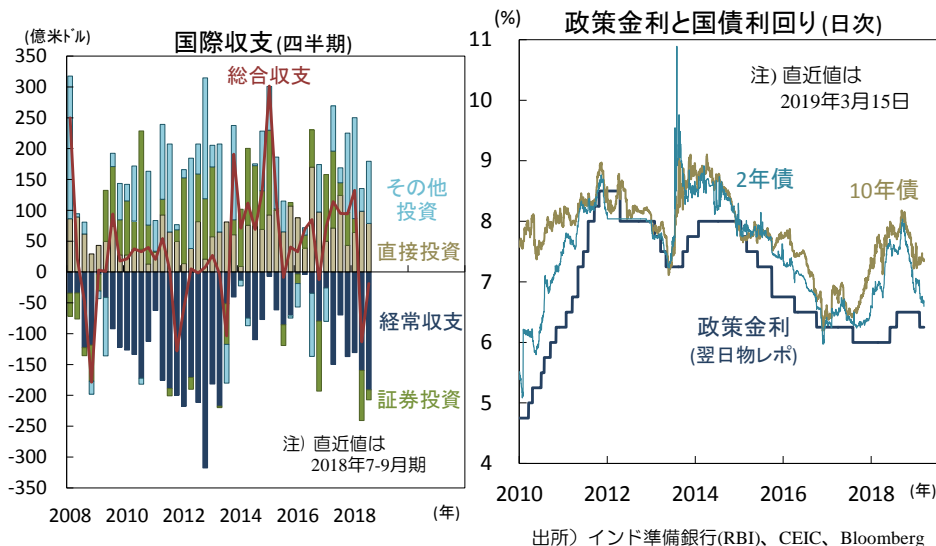 国際収支(四半期)
(億米ドル)
350
300
250
200
150
100
50
0
-50
-100
-150
-200
-250
-300
-350
総合収支
その他
投資
直接投資
経常収支
証券投資
注) 直近値は
2018年7-9月期
2008
2010
2012
2014
2016
2018
(年)
政策金利と国債利回り(日次)
(%)
11
10
9
8
7
6
5
4
注) 直近値は
2019年3月15日
2年債
10年債
政策金利
(翌日物レポ)
2010
2012
2014
2016
2018
(年)
出所）インド準備銀行(RBI)、CEIC、Bloomberg